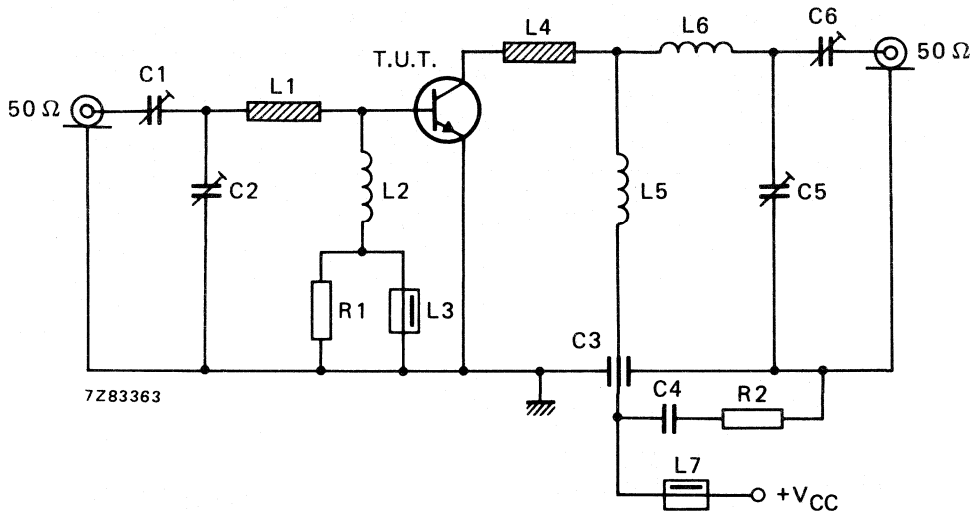 C6
L6
L4
50 Ω
T.U.T.
C1
L1
50 Ω
C2
L2
L5
C5
R1
L3
C3
7Z83363
C4
R2
L7
+VCC